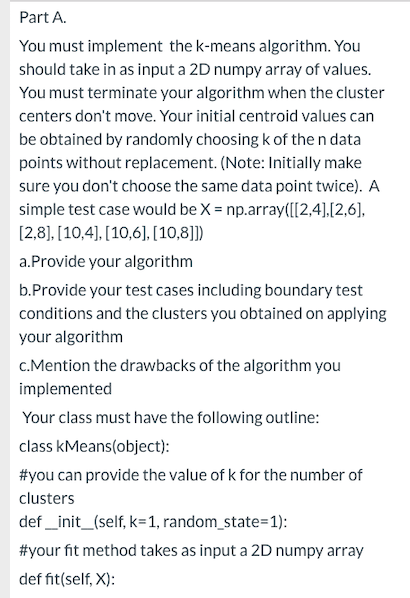 Part A.
You must implement the k-means algorithm. You
should take in as input a 2D numpy array of values.
You must terminate your algorithm when the cluster
centers don't move. Your initial centroid values can
be obtained by randomly choosing k of the n data
points without replacement. (Note: Initially make
sure you don't choose the same data point twice). A
simple test case would be X = np.array([[2,4],[2,6],
[2,8], [10,4], [10,6], [10,8]])
a.Provide your algorithm
b.Provide your test cases including boundary test
conditions and the clusters you obtained on applying
your algorithm
c.Mention the drawbacks of the algorithm you
implemented
Your class must have the following outline:
class kMeans(object):
#you can provide the value of k for the number of
clusters
def __init__(self, k=1, random_state=1):
#your fit method takes as input a 2D numpy array
def fit(self, X):